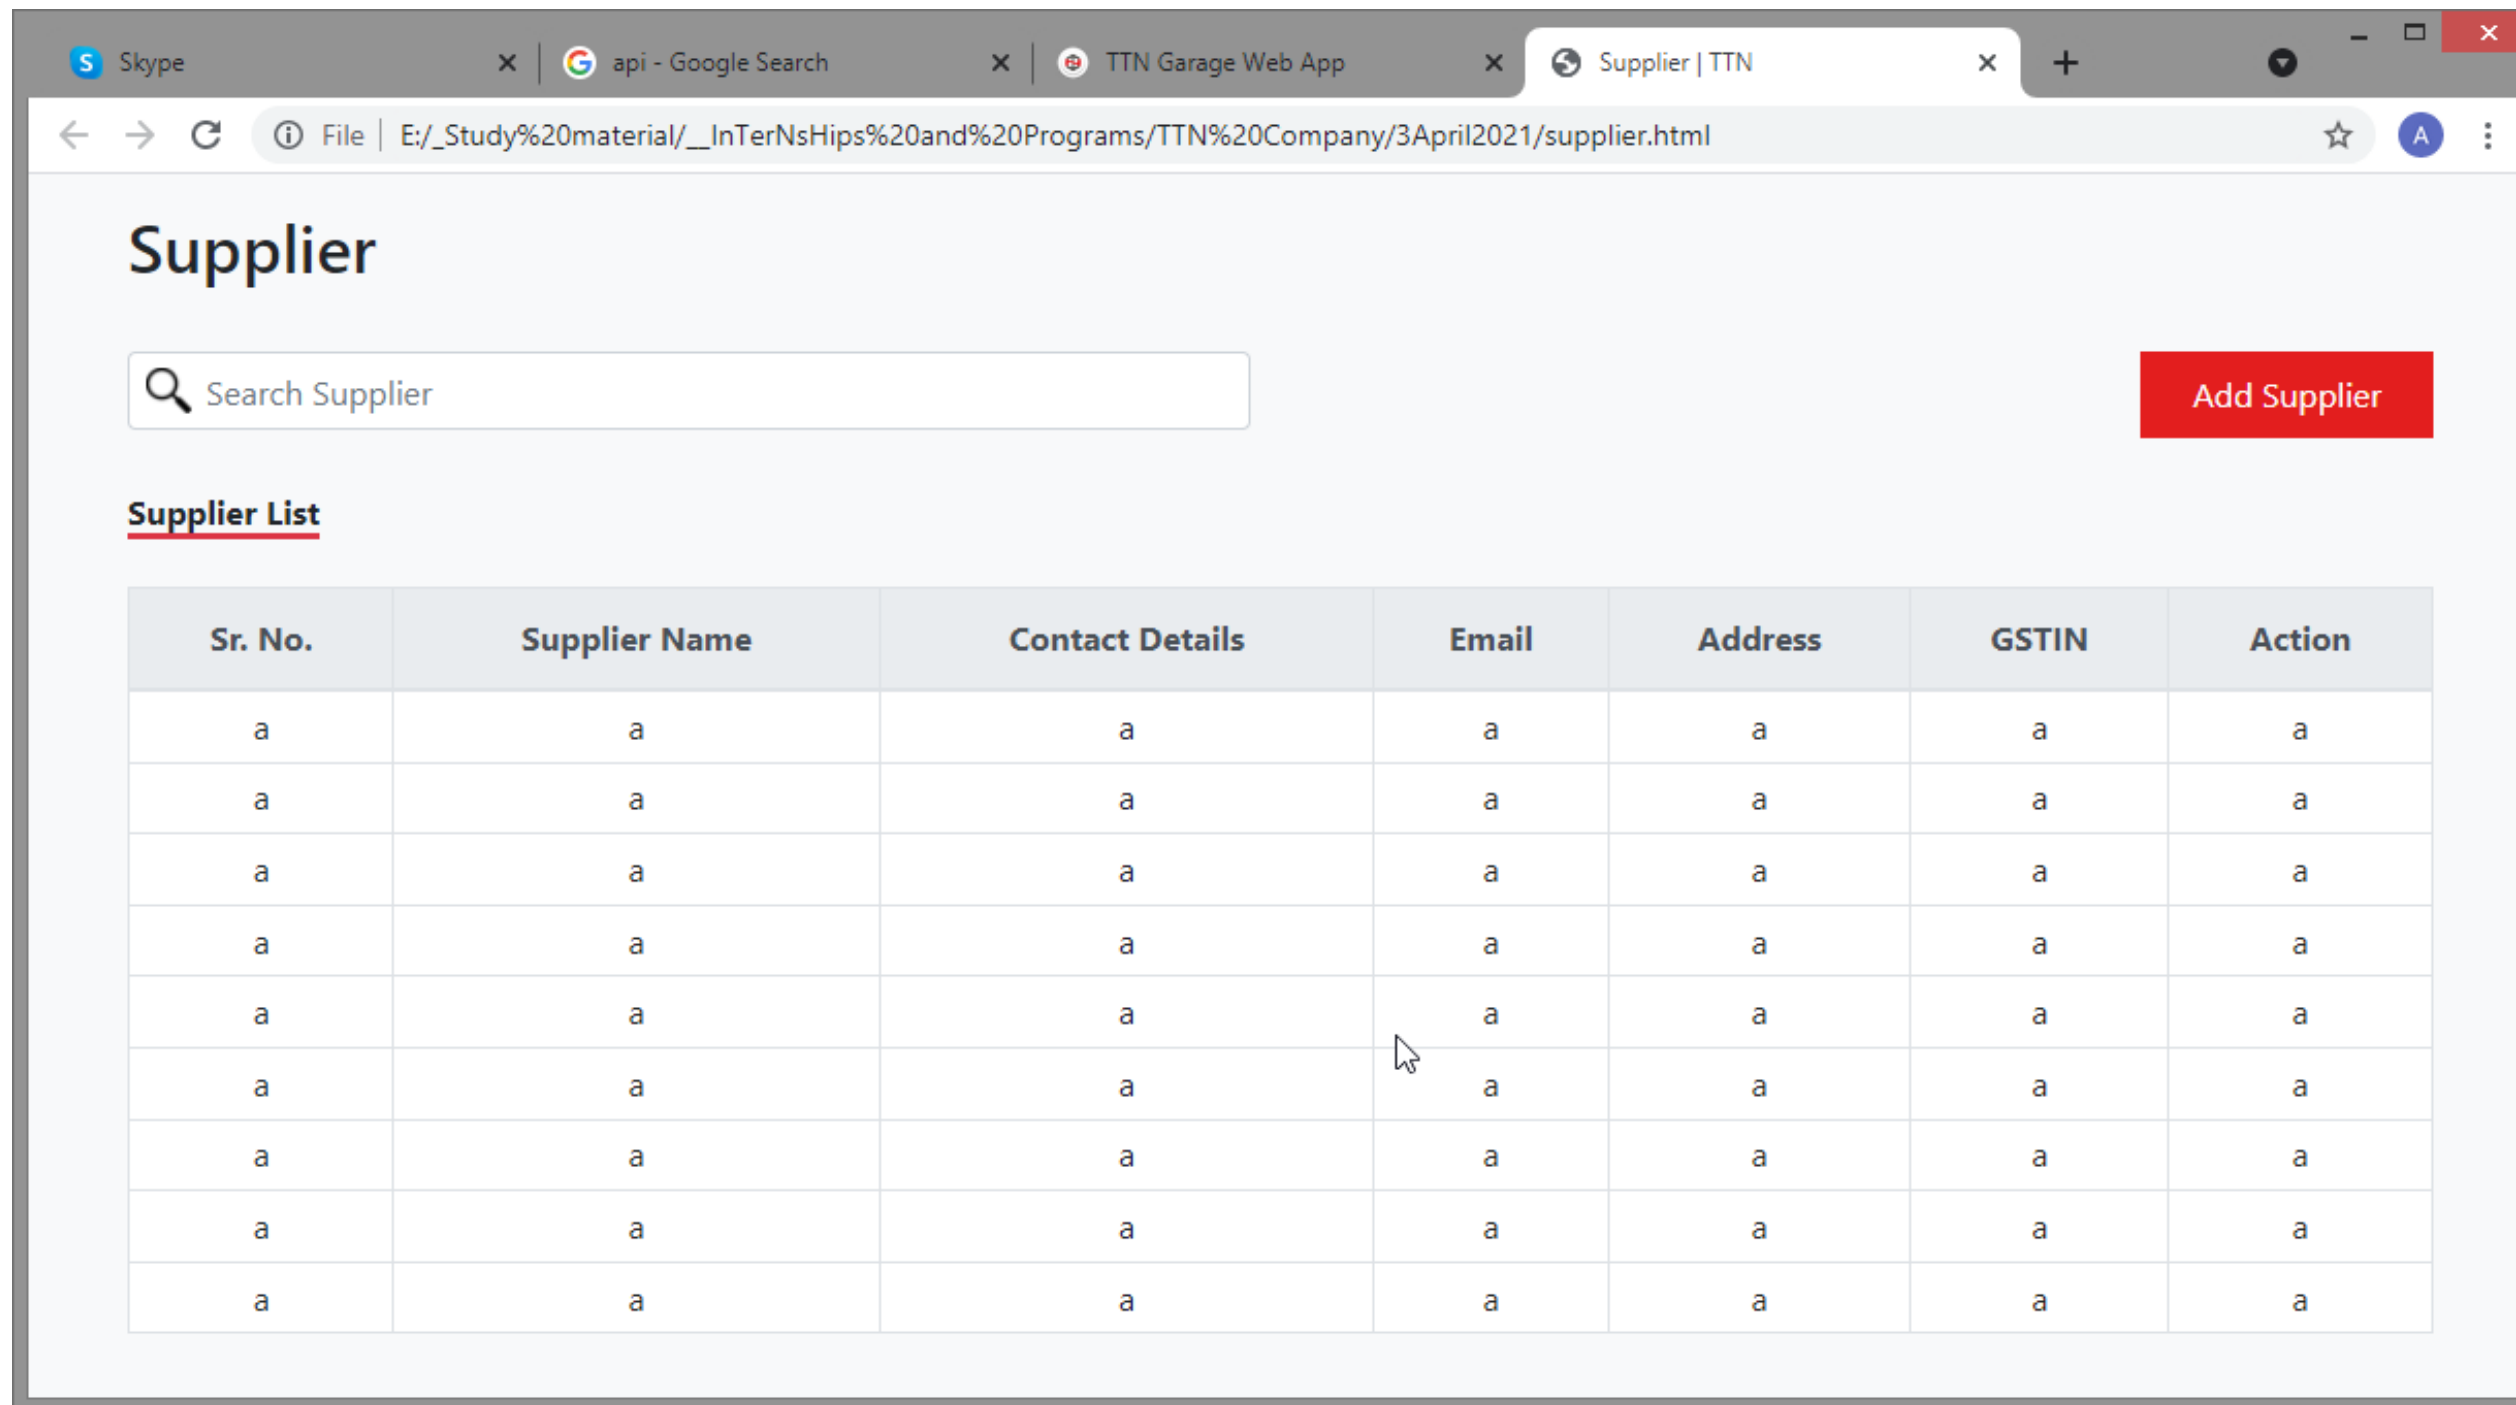 Skype api - Google Search TTN Garage Web App Supplier | TTN
File E:/_Study%20material/__InTerNsHips%20and%20Programs/TTN%20Company/3April2021/supplier.html A
Supplier
Search Supplier Add Supplier
Supplier List
Sr. No. Supplier Name Contact Details Email Address GSTIN Action
a a a a a a a
a a a a a a a
a a a a a a a
a a a a a a a
a a a a a a a
a a a a a a a
a a a a a a a
a a a a a a a
a a a a a a a